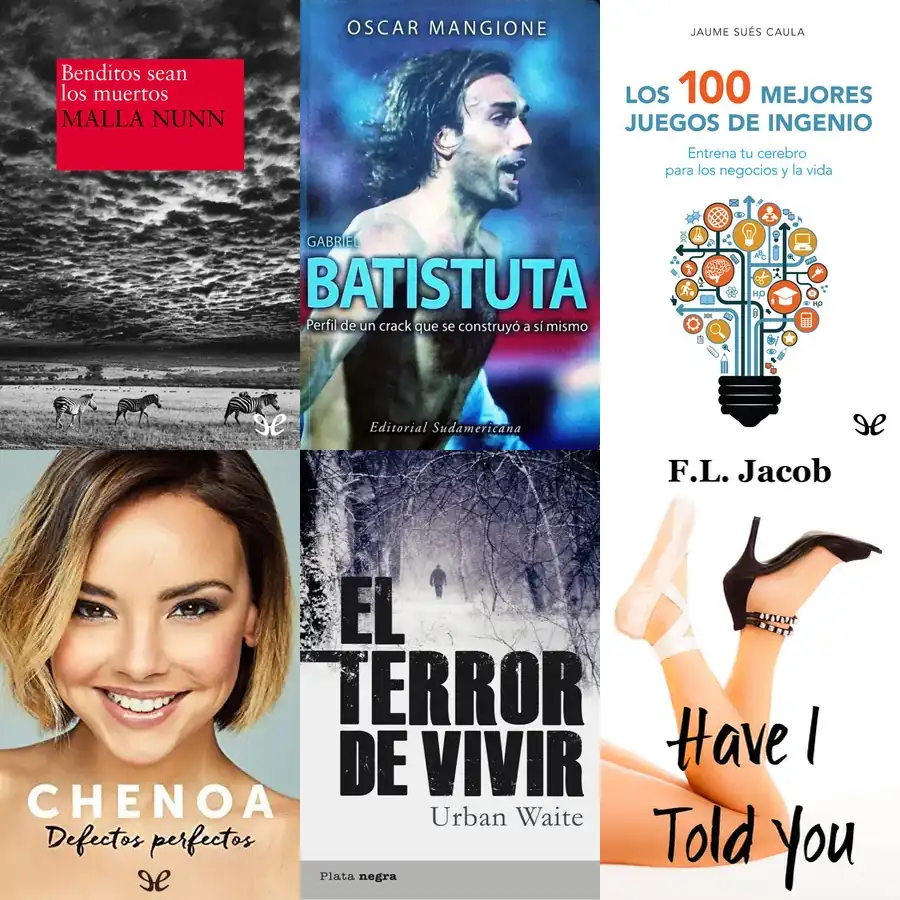 Benditos sean
los muertos
MALLA NUNN
OSCAR MANGIONE
GABRIEL
BATISTUTA
Perfil de un crack que se construyó a sí mismo
Editorial Sudamericana
JAUME SUÉS CAULA
LOS 100 MEJORES
JUEGOS DE INGENIO
Entrena tu cerebro
para los negocios y la vida
H₂O
H₂O
CHENOA
Defectos perfectos
EL
TERROR
DE VIVIR
Urban Waite
Plata negra
F.L. Jacob
Have I
Told You